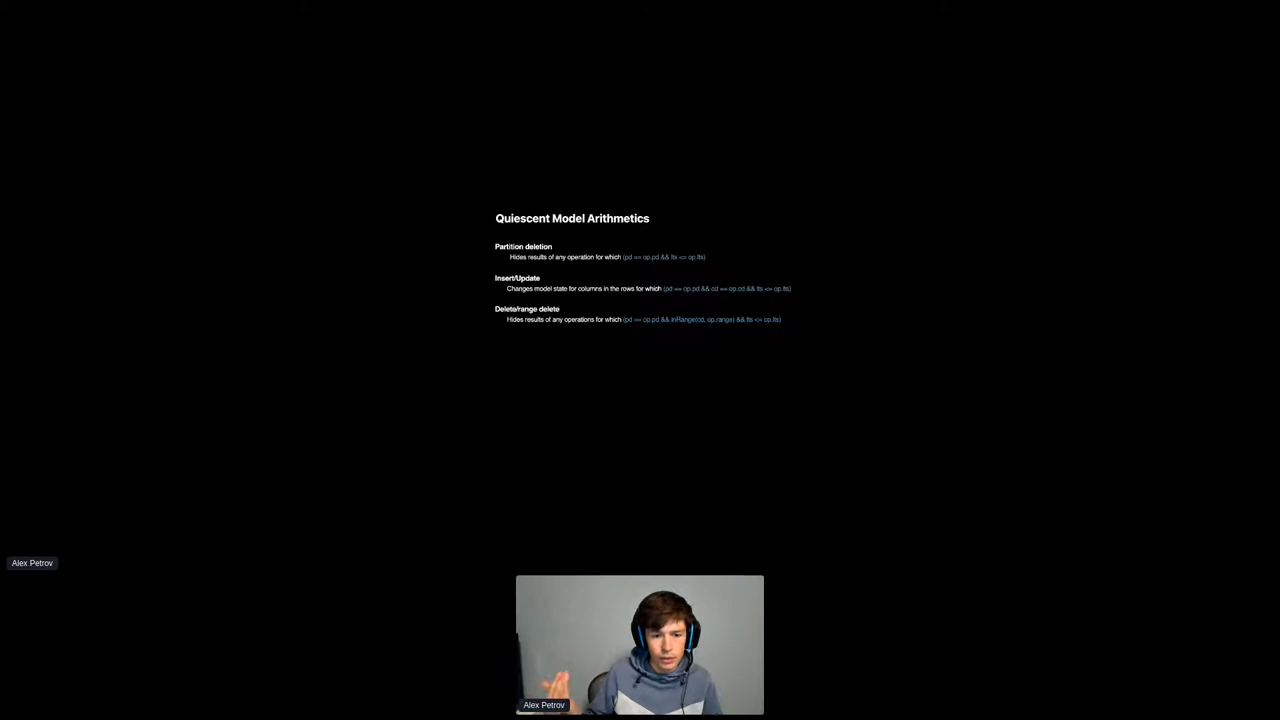 Quiescent Model Arithmetics
Partition deletion
Hides results of any operation for which (pd == op.pd && lts <= op.lts)
Insert/Update
Changes model state for columns in the rows for which (pd == op.pd && cd == op.cd && lts <= op.lts)
Delete/range delete
Hides results of any operations for which (pd == op.pd && inRange(cd, op.range) && lts <= op.lts)
Alex Petrov
Alex Petrov